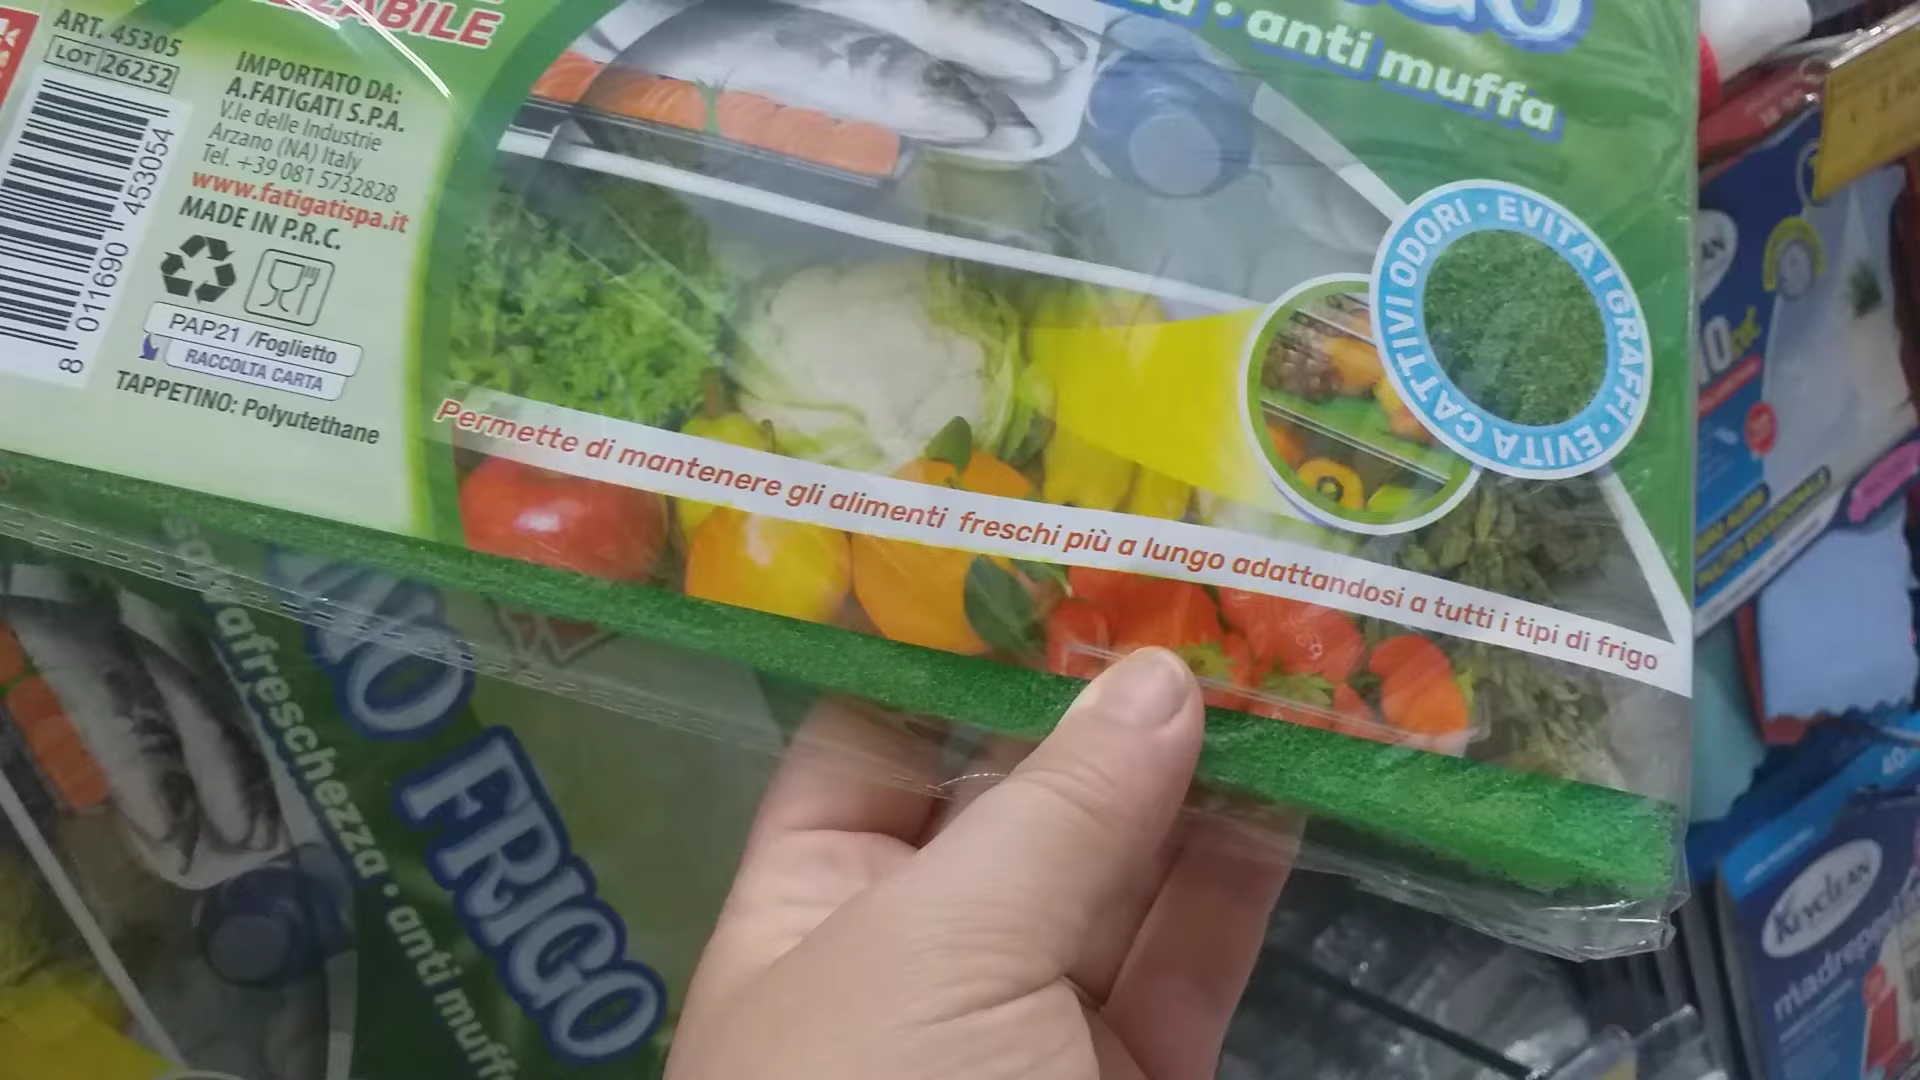 ART. 45305
LOT 26252
IMPORTATO DA:
A.FATIGATI S.P.A.
V.le delle Industrie
Arzano (NA) Italy
Tel. +39 081 5732828
www.fatigatispa.it
MADE IN P.R.C.
PAP21 /Foglietto
RACCOLTA CARTA
TAPPETINO: Polyutethane
8 011690 453054
• anti muffa
EVITA I GRAFFI • EVITA CATTIVI ODORI •
Permette di mantenere gli alimenti freschi più a lungo adattandosi a tutti i tipi di frigo
FRIGO
salvafreschezza • anti muffa